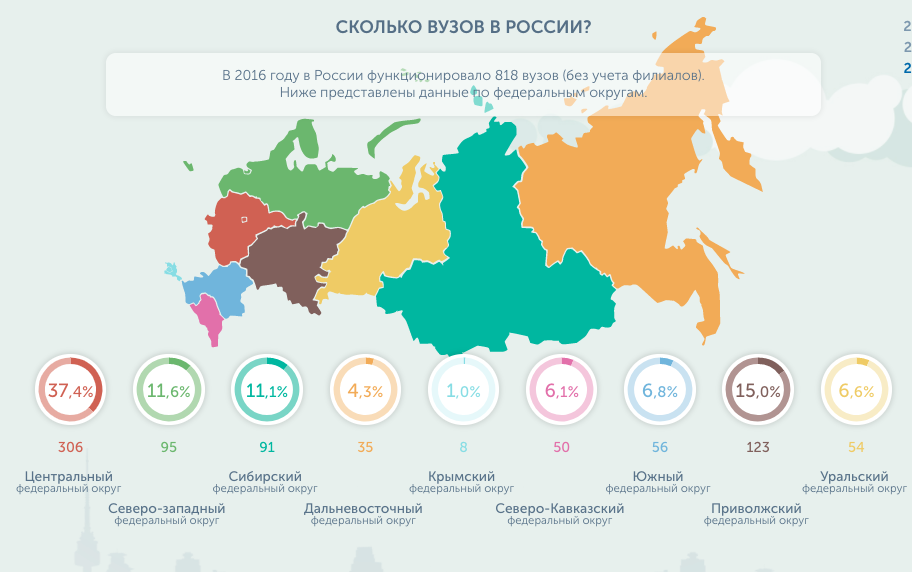 СКОЛЬКО ВУЗОВ В РОССИИ?
В 2016 году в России функционировало 818 вузов (без учета филиалов).
Ниже представлены данные по федеральным округам.
37,4% 11,6% 11,1% 4,3% 1,0% 6,1% 6,8% 15,0% 6,6%
306 95 91 35 8 50 56 123 54
Центральный Сибирский Крымский Южный Уральский
федеральный округ федеральный округ федеральный округ федеральный округ федеральный округ
Северо-западный Дальневосточный Северо-Кавказский Приволжский
федеральный округ федеральный округ федеральный округ федеральный округ